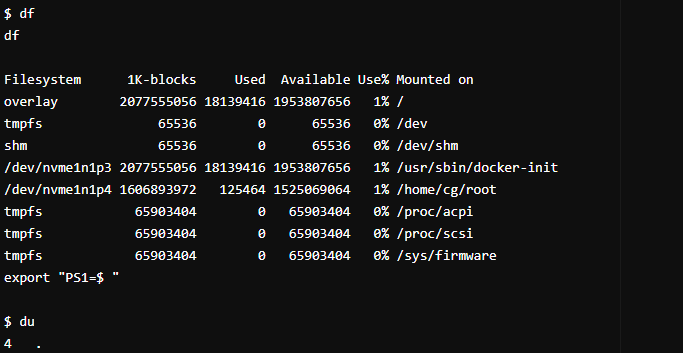 $ df
df
Filesystem 1K-blocks Used Available Use% Mounted on
overlay 2077555056 18139416 1953807656 1% /
tmpfs 65536 0 65536 0% /dev
shm 65536 0 65536 0% /dev/shm
/dev/nvme1n1p3 2077555056 18139416 1953807656 1% /usr/sbin/docker-init
/dev/nvme1n1p4 1606893972 125464 1525069064 1% /home/cg/root
tmpfs 65903404 0 65903404 0% /proc/acpi
tmpfs 65903404 0 65903404 0% /proc/scsi
tmpfs 65903404 0 65903404 0% /sys/firmware
export "PS1=$ "
$ du
4 .